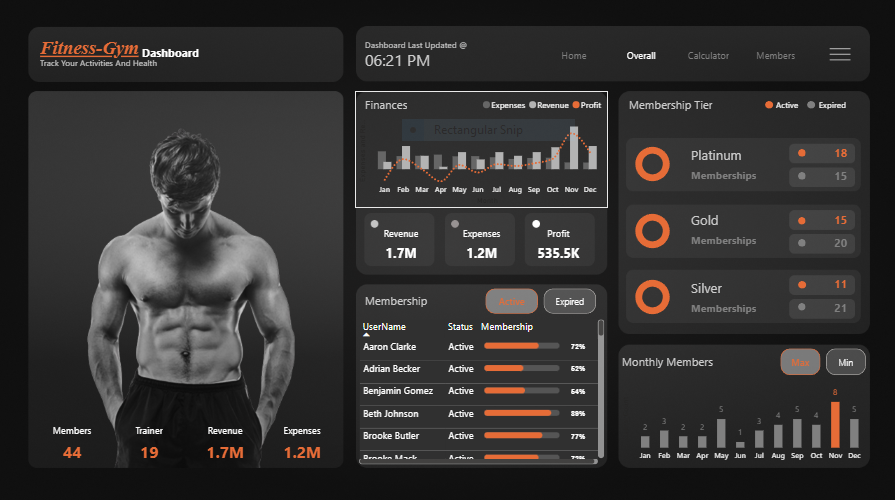 Fitness-Gym Dashboard
Track Your Activities And Health
Dashboard Last Updated @
06:21 PM
Home Overall Calculator Members
Members Trainer Revenue Expenses
44 19 1.7M 1.2M
Finances
Expenses Revenue Profit
Rectangular Snip
Jan Feb Mar Apr May Jun Jul Aug Sep Oct Nov Dec
Revenue
1.7M
Expenses
1.2M
Profit
535.5K
Membership
Active Expired
UserName Status Membership
Aaron Clarke Active 72%
Adrian Becker Active 52%
Benjamin Gomez Active 54%
Beth Johnson Active 89%
Brooke Butler Active 77%
Brooke Mack Active 72%
Membership Tier
Active Expired
Platinum
Memberships
18
15
Gold
Memberships
15
20
Silver
Memberships
11
21
Monthly Members
Max Min
2 3 2 2 5 1 3 4 5 4 8 5
Jan Feb Mar Apr May Jun Jul Aug Sep Oct Nov Dec